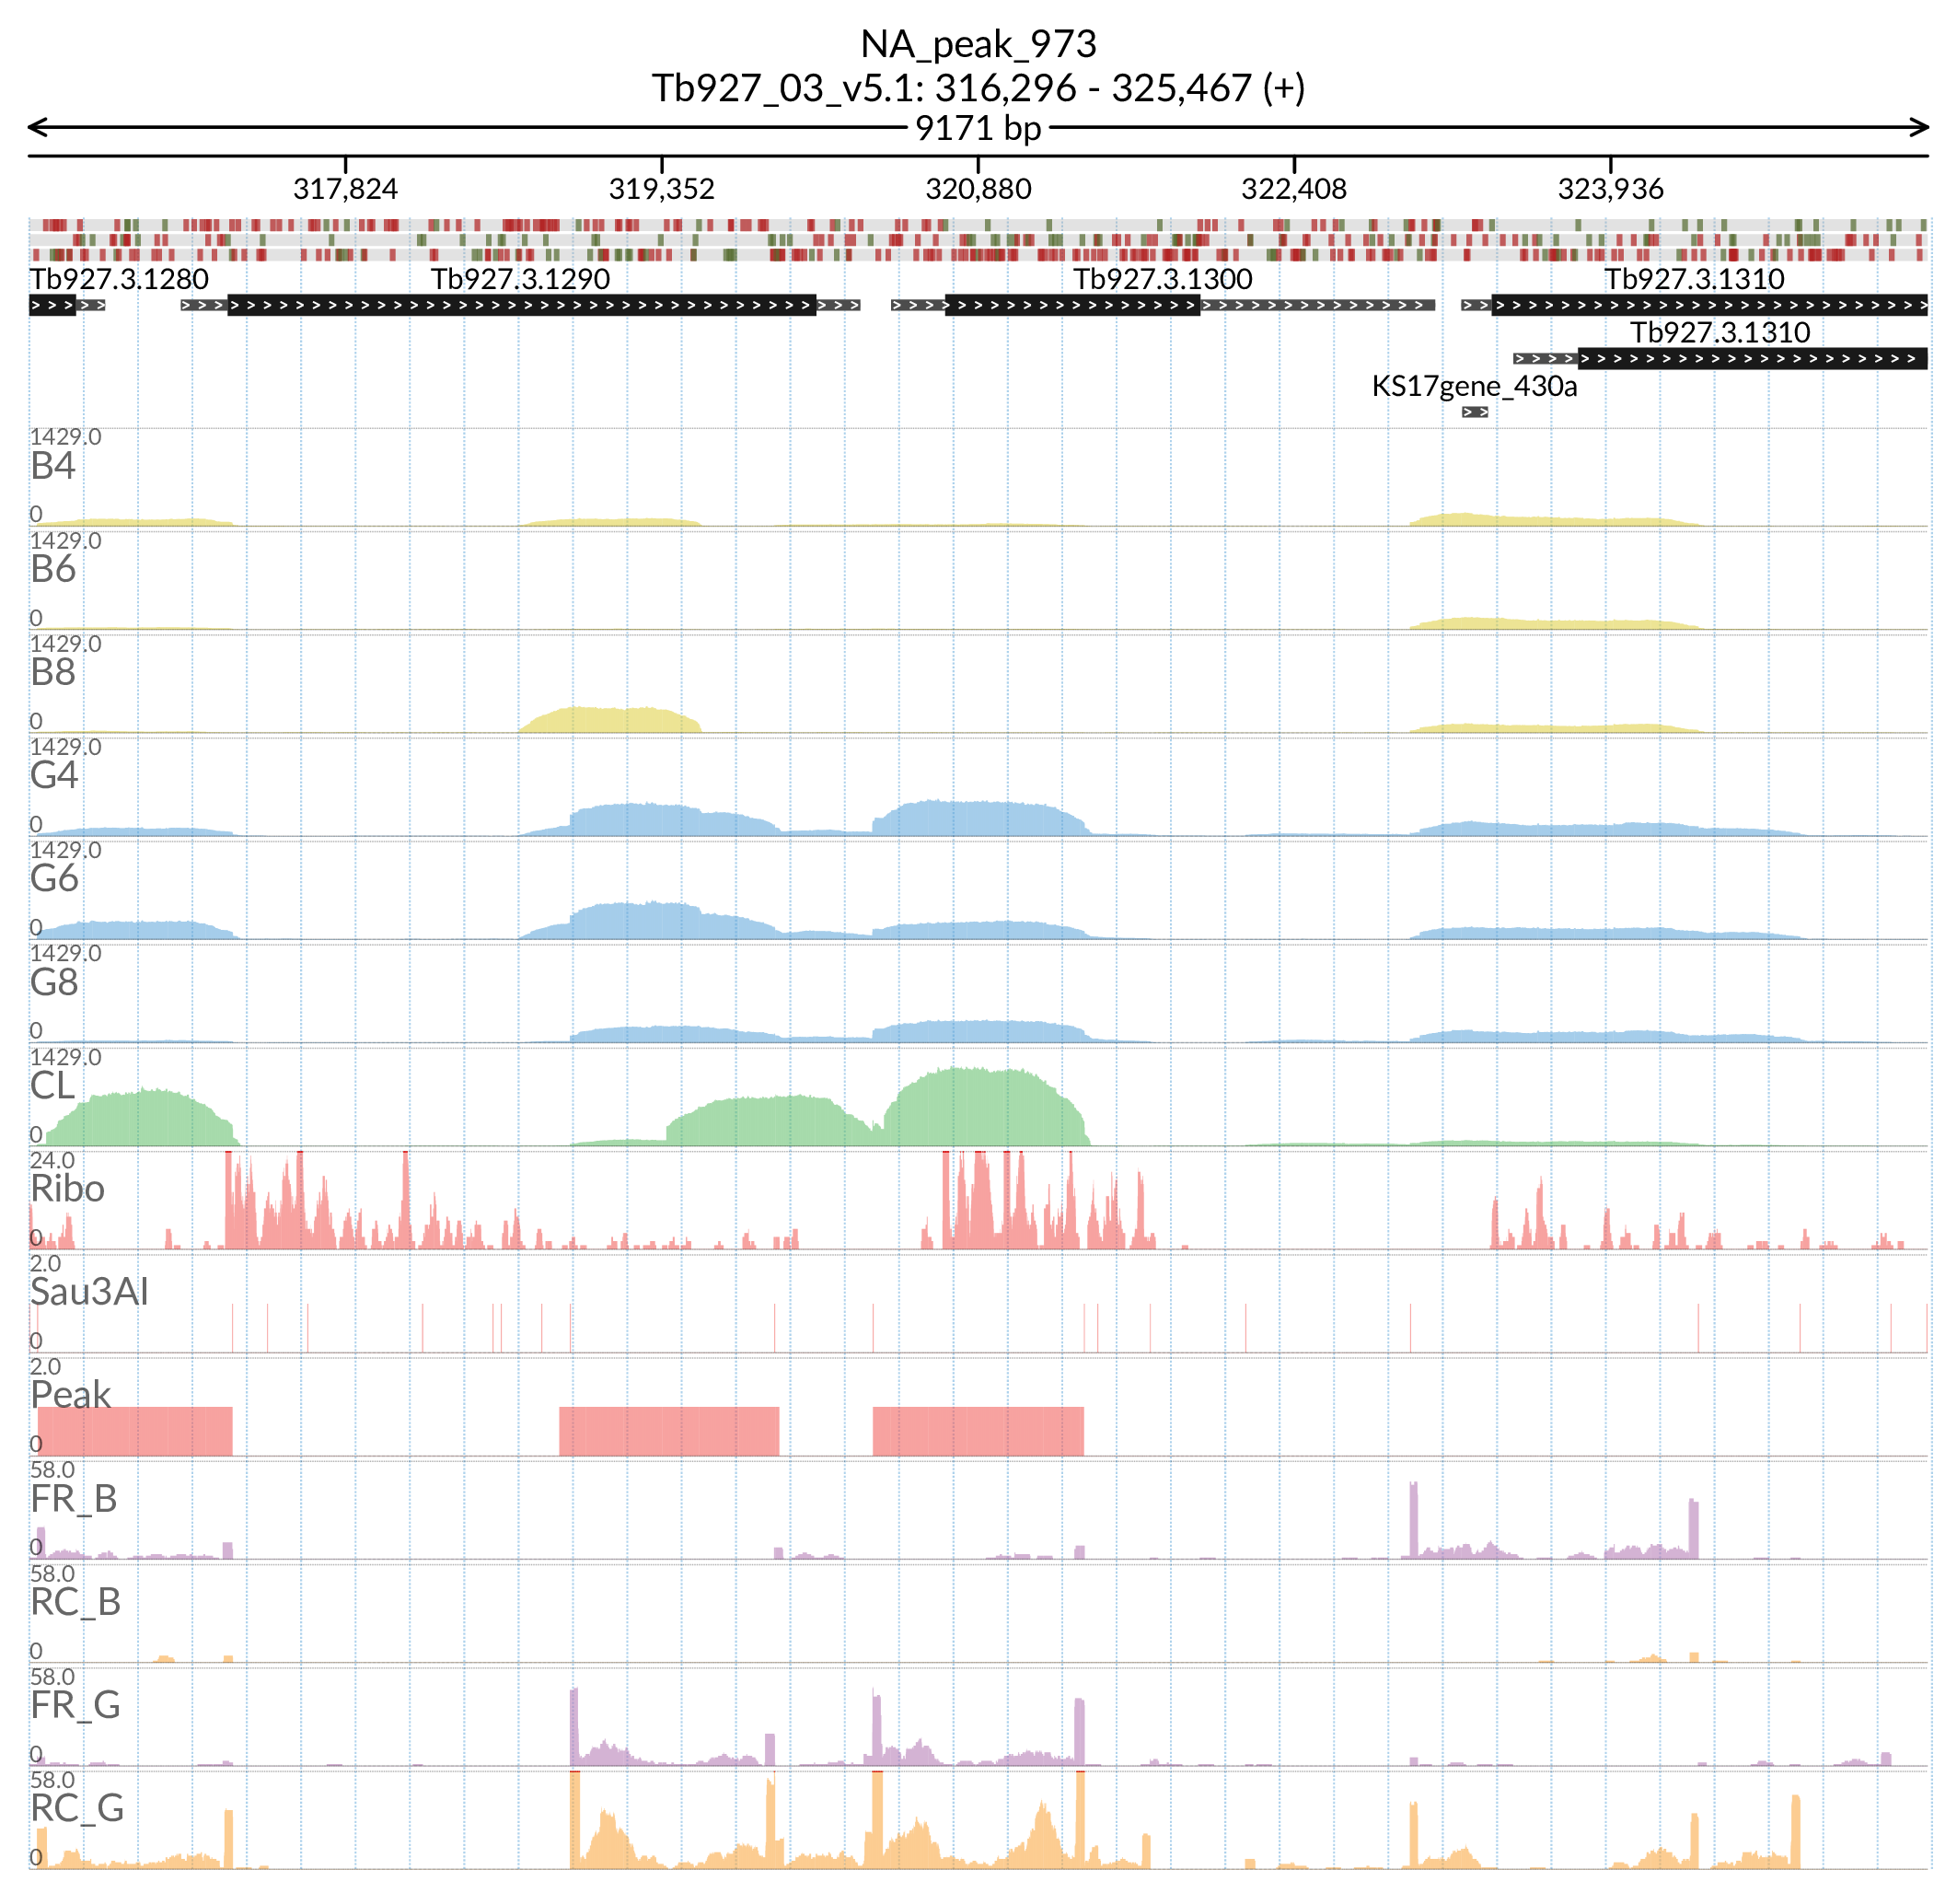 NA_peak_973
Tb927_03_v5.1: 316,296 - 325,467 (+)
9171 bp
317,824 319,352 320,880 322,408 323,936
Tb927.3.1280 Tb927.3.1290 Tb927.3.1300 Tb927.3.1310
Tb927.3.1310
KS17gene_430a
1429.0
B4
0
1429.0
B6
0
1429.0
B8
0
1429.0
G4
0
1429.0
G6
0
1429.0
G8
0
1429.0
CL
0
24.0
Ribo
0
2.0
Sau3AI
0
2.0
Peak
0
58.0
FR_B
0
58.0
RC_B
0
58.0
FR_G
0
58.0
RC_G
0